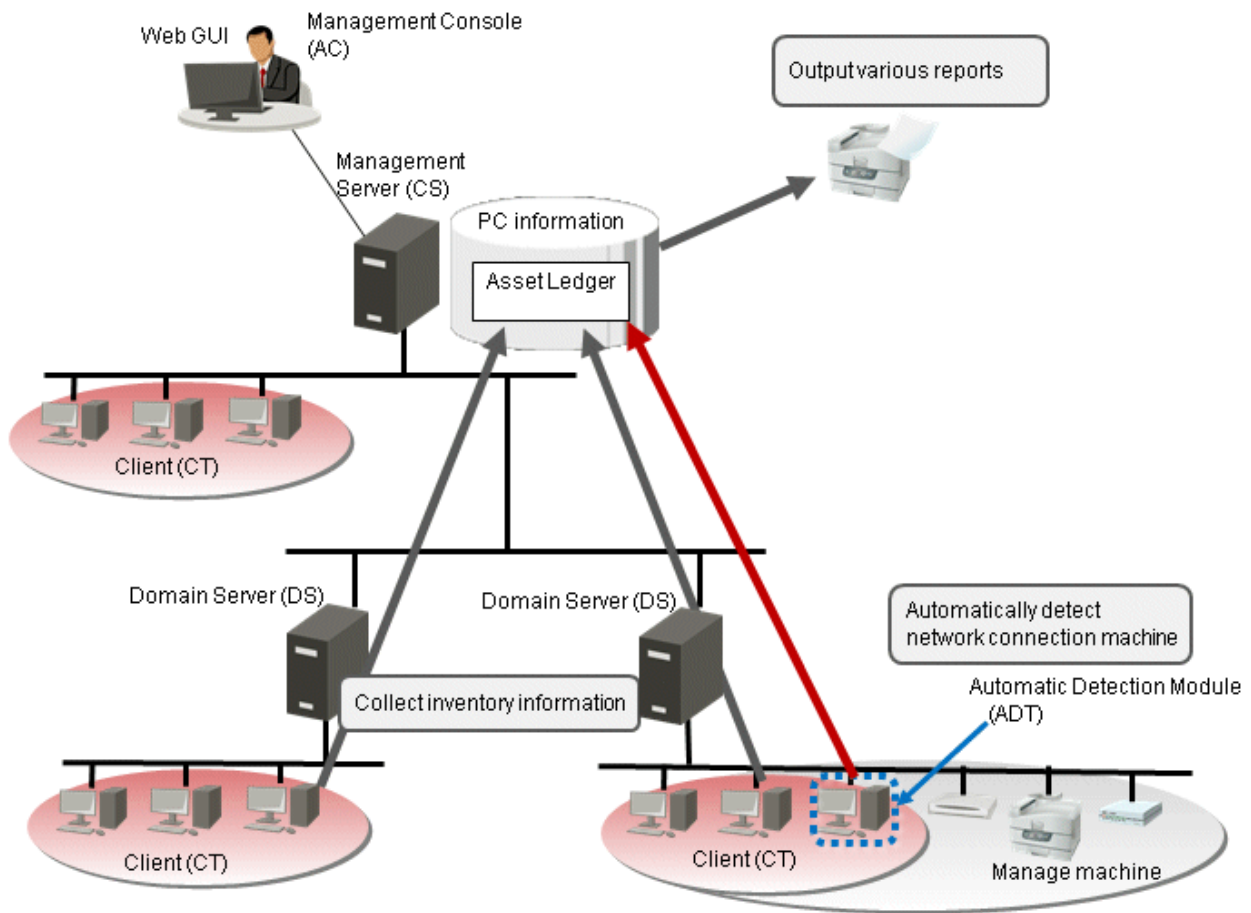 Web GUI
Management Console
(AC)
Output various reports
Management
Server (CS)
PC information
Asset Ledger
Client (CT)
Domain Server (DS)
Domain Server (DS)
Automatically detect
network connection machine
Collect inventory information
Automatic Detection Module
(ADT)
Client (CT)
Client (CT)
Manage machine